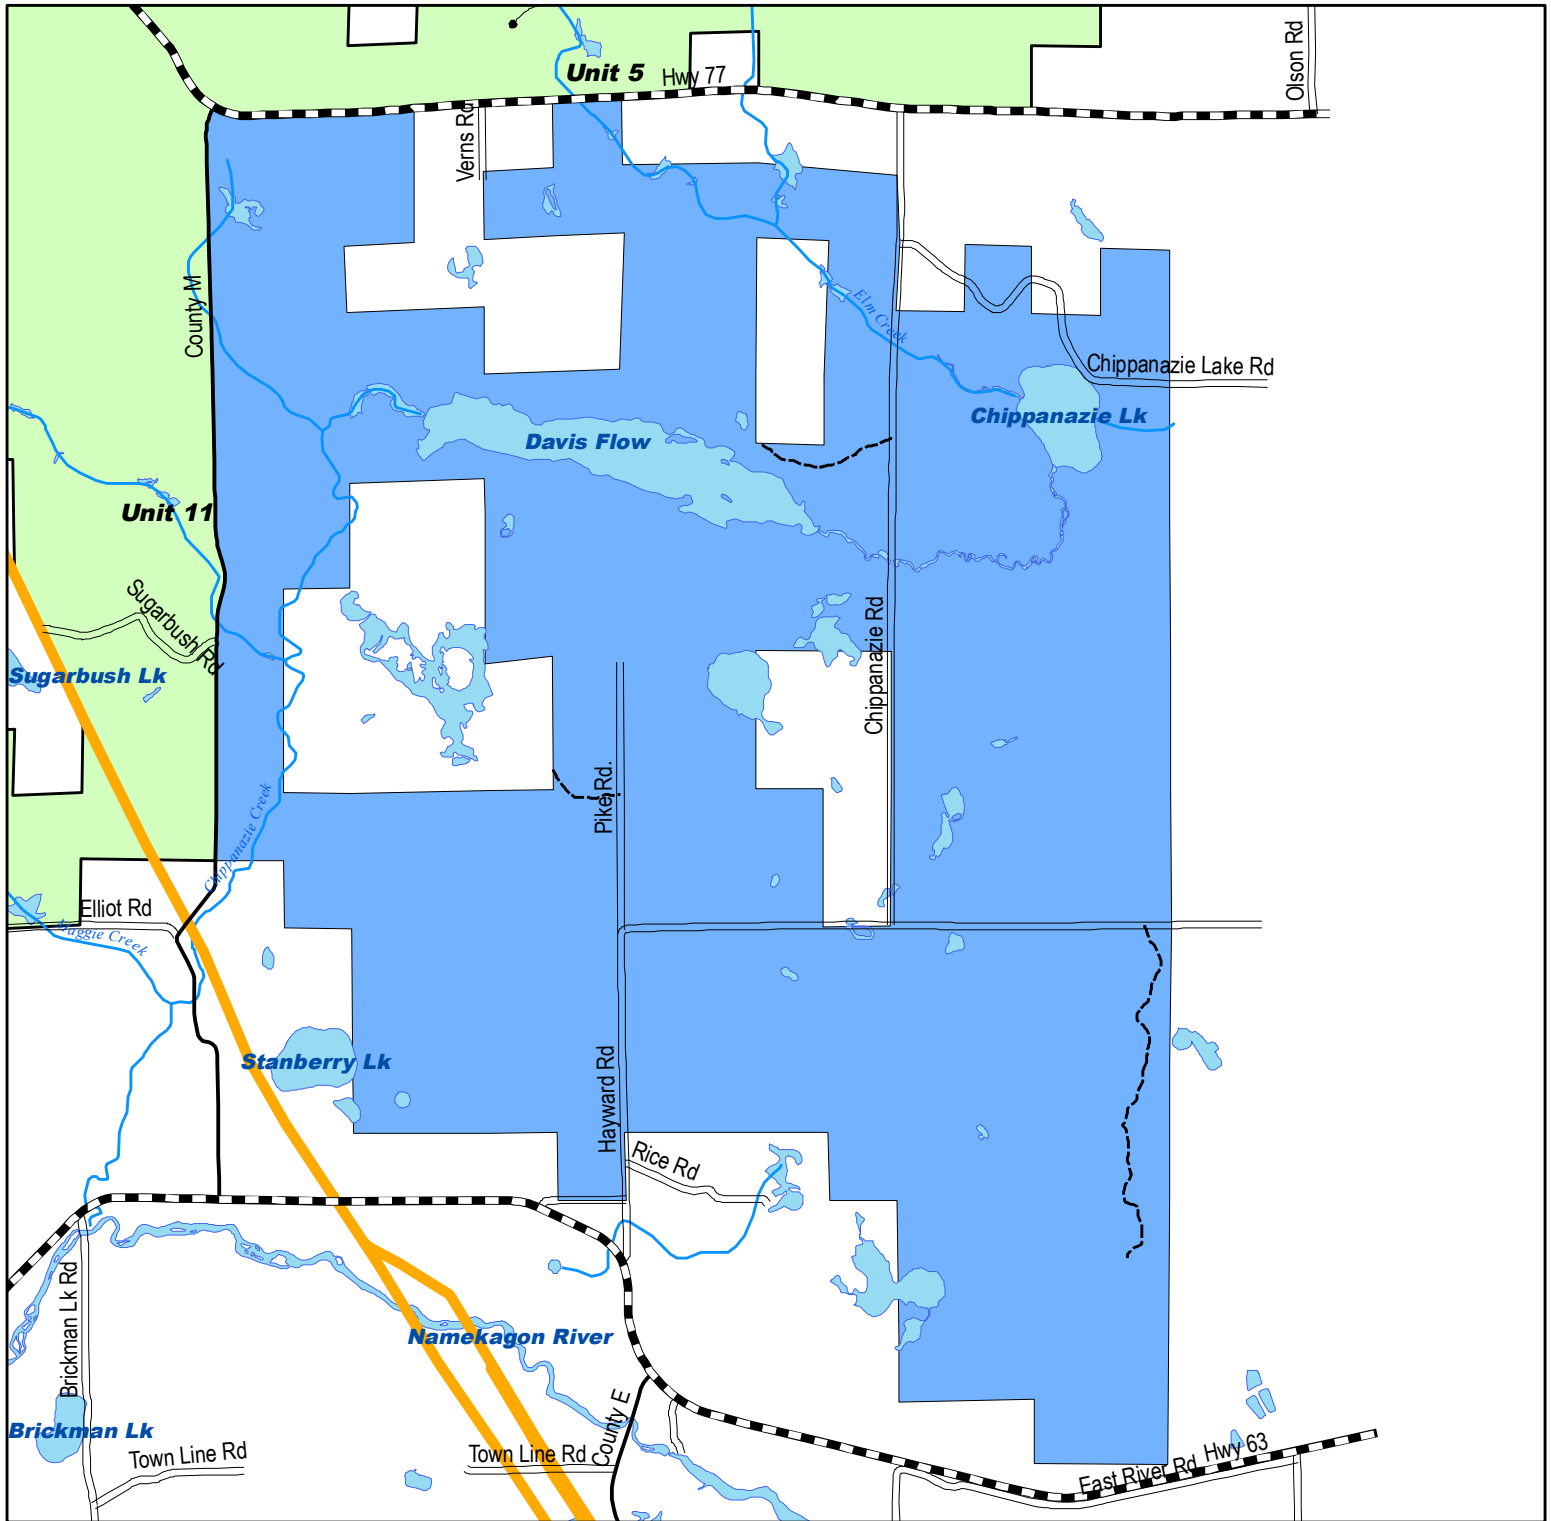 Olson Rd
Unit 5
Hwy 77
Verns Rd
County M
Elm Creek
Chippanazie Lake Rd
Chippanazie Lk
Davis Flow
Unit 11
Sugarbush Rd
Chippanazie Rd
Sugarbush Lk
Pike Rd.
Chippanazie Creek
Elliot Rd
Maggie Creek
Stanberry Lk
Hayward Rd
Rice Rd
Brickman Lk Rd
Namekagon River
County E
Brickman Lk
Town Line Rd
Town Line Rd
Hwy 63
East River Rd